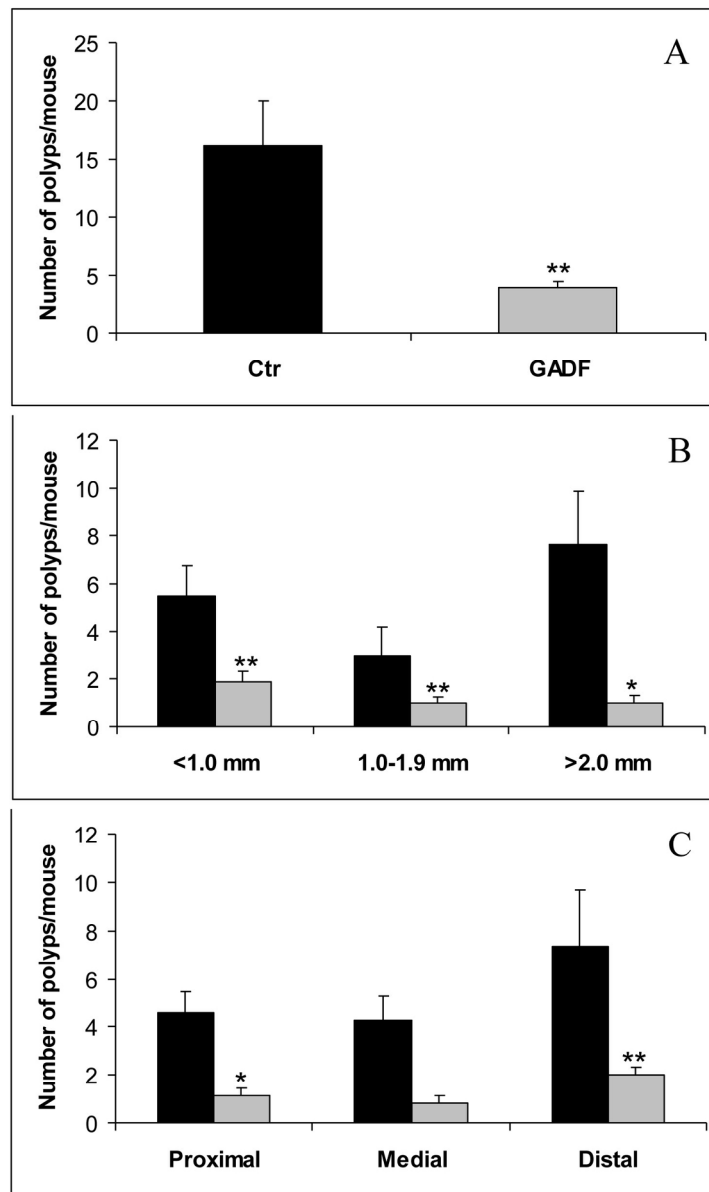 A
Number of polyps/mouse
25
20
15
10
5
0
**
Ctr GADF
B
Number of polyps/mouse
12
10
8
6
4
2
0
** ** *
<1.0 mm 1.0-1.9 mm >2.0 mm
C
Number of polyps/mouse
12
10
8
6
4
2
0
* **
Proximal Medial Distal